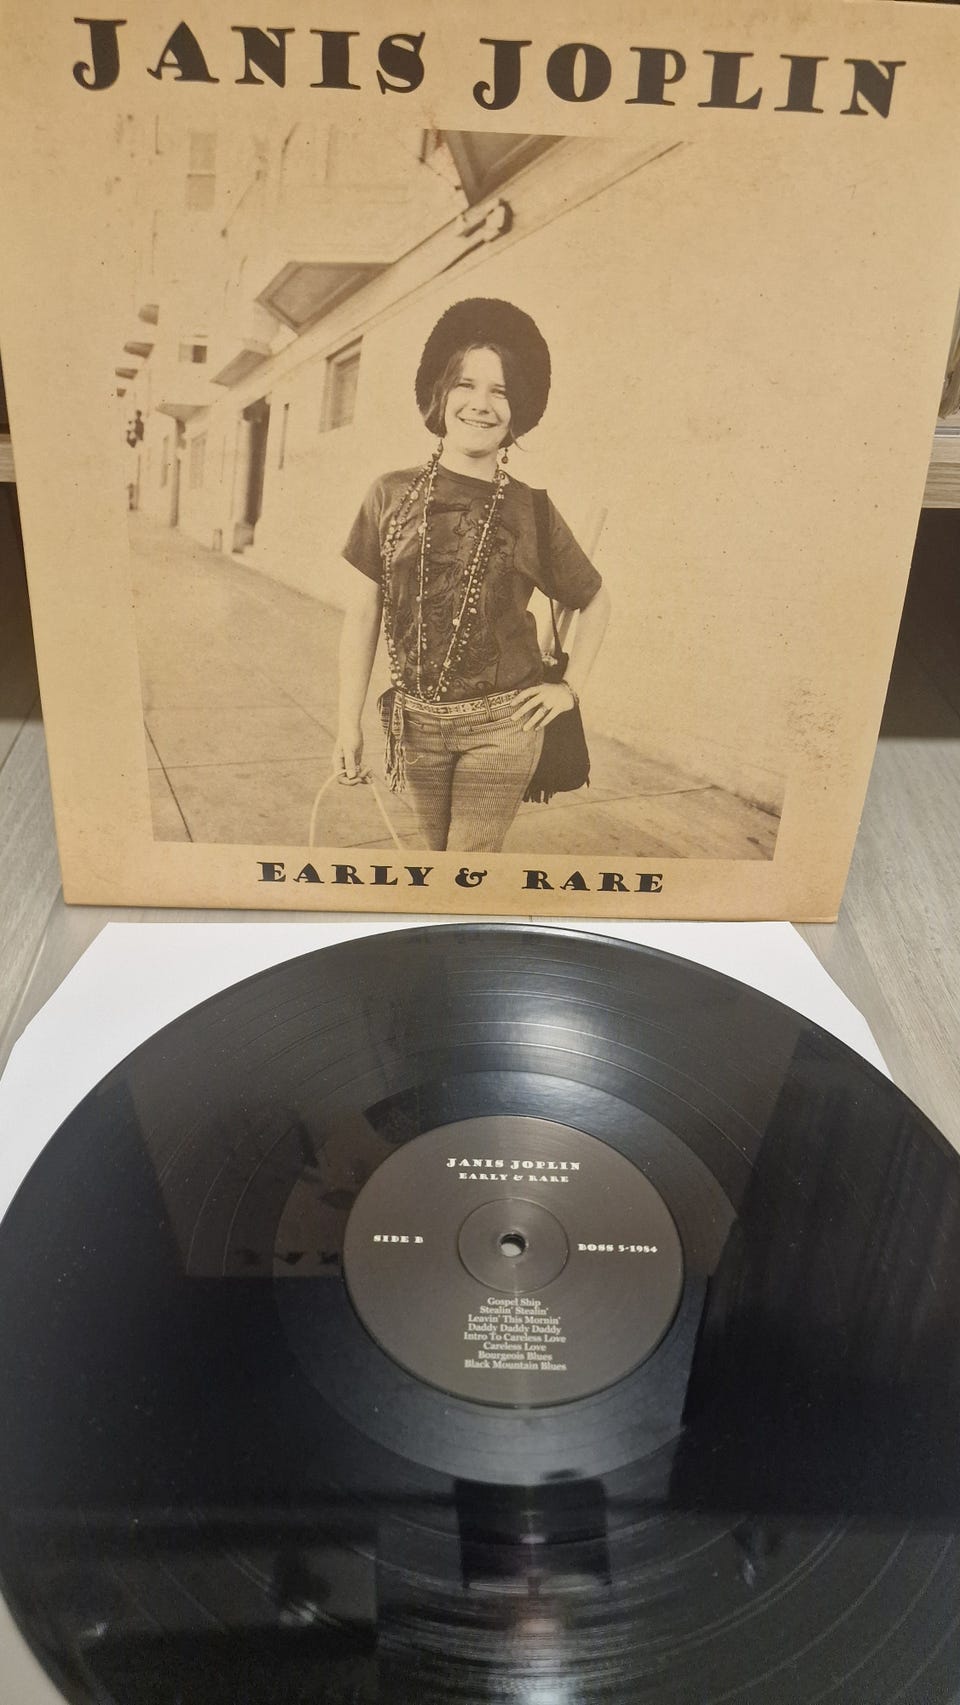 JANIS JOPLIN
EARLY & RARE
JANIS JOPLIN
EARLY & RARE
SIDE B
BOSS 5-1984
Gospel Ship
Stealin' Stealin'
Leavin' This Mornin'
Daddy Daddy Daddy
Intro To Careless Love
Careless Love
Bourgeois Blues
Black Mountain Blues